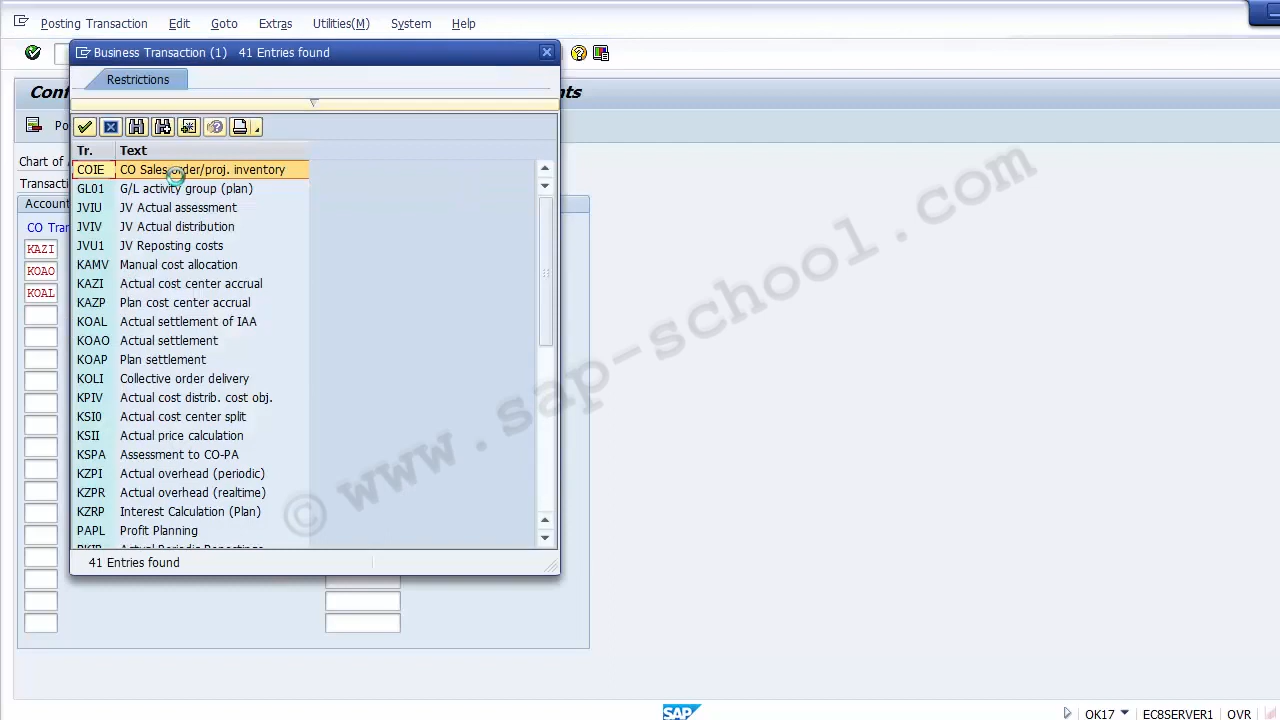 Posting Transaction Edit Goto Extras Utilities(M) System Help
Business Transaction (1) 41 Entries found
Restrictions
Tr. Text
COIE CO Sales order/proj. inventory
GL01 G/L activity group (plan)
JVIU JV Actual assessment
JVIV JV Actual distribution
JVU1 JV Reposting costs
KAMV Manual cost allocation
KAZI Actual cost center accrual
KAZP Plan cost center accrual
KOAL Actual settlement of IAA
KOAO Actual settlement
KOAP Plan settlement
KOLI Collective order delivery
KPIV Actual cost distrib. cost obj.
KSI0 Actual cost center split
KSII Actual price calculation
KSPA Assessment to CO-PA
KZPI Actual overhead (periodic)
KZPR Actual overhead (realtime)
KZRP Interest Calculation (Plan)
PAPL Profit Planning
41 Entries found
Chart of
Account
CO Tran
KAZI
KOAO
KOAL
© www.sap-school.com
SAP
OK17 EC8SERVER1 OVR